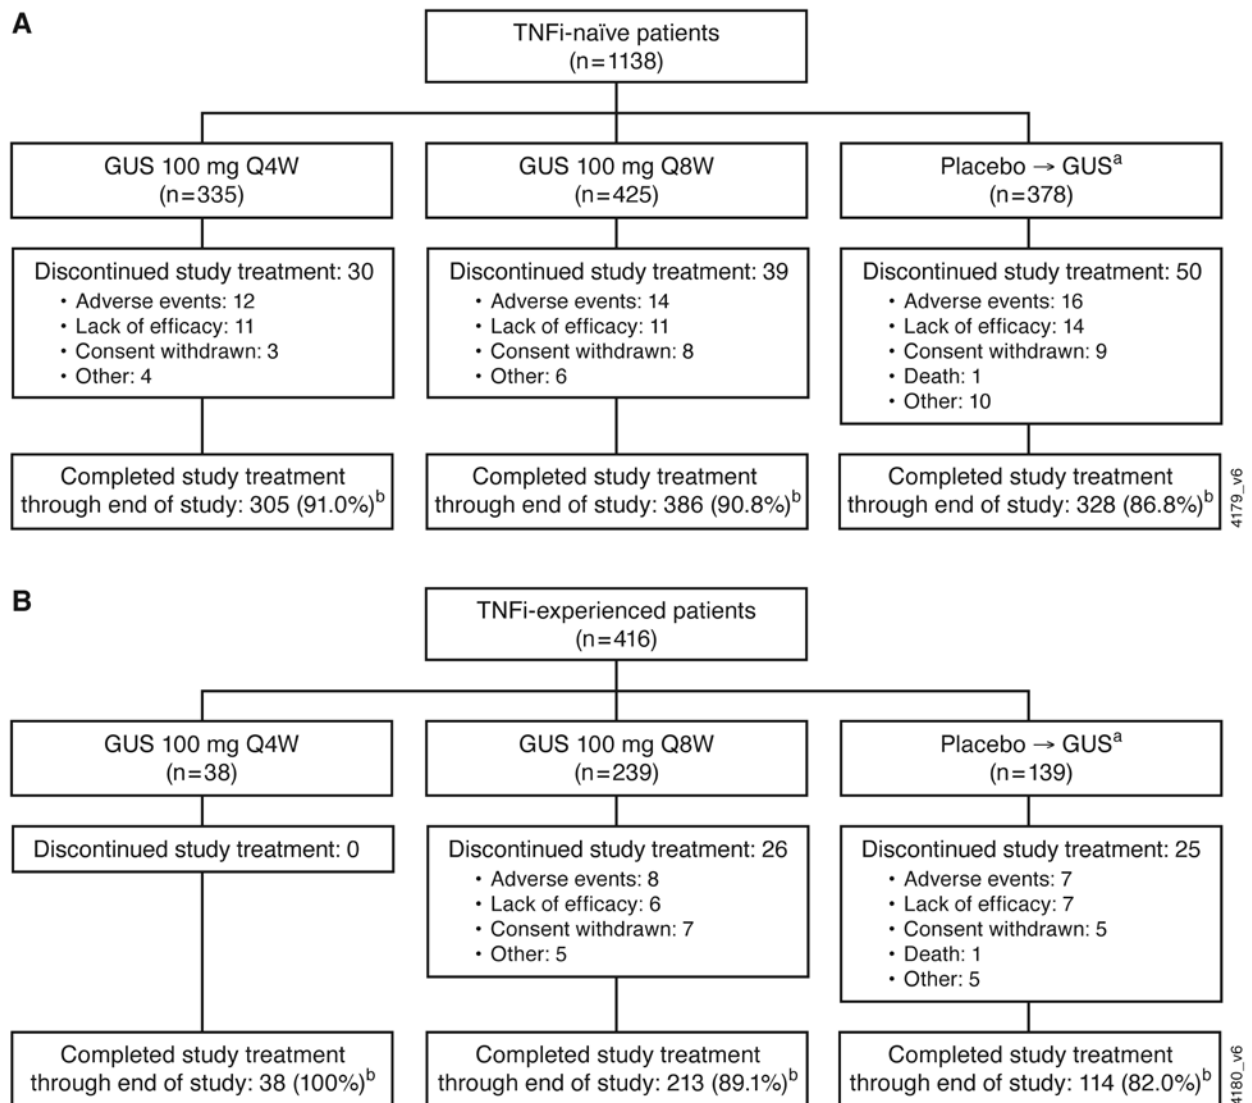 A
TNFi-naïve patients
(n=1138)
GUS 100 mg Q4W
(n=335)
GUS 100 mg Q8W
(n=425)
Placebo → GUSa
(n=378)
Discontinued study treatment: 30
• Adverse events: 12
• Lack of efficacy: 11
• Consent withdrawn: 3
• Other: 4
Discontinued study treatment: 39
• Adverse events: 14
• Lack of efficacy: 11
• Consent withdrawn: 8
• Other: 6
Discontinued study treatment: 50
• Adverse events: 16
• Lack of efficacy: 14
• Consent withdrawn: 9
• Death: 1
• Other: 10
Completed study treatment
through end of study: 305 (91.0%)b
Completed study treatment
through end of study: 386 (90.8%)b
Completed study treatment
through end of study: 328 (86.8%)b
4179_v6
B
TNFi-experienced patients
(n=416)
GUS 100 mg Q4W
(n=38)
GUS 100 mg Q8W
(n=239)
Placebo → GUSa
(n=139)
Discontinued study treatment: 0
Discontinued study treatment: 26
• Adverse events: 8
• Lack of efficacy: 6
• Consent withdrawn: 7
• Other: 5
Discontinued study treatment: 25
• Adverse events: 7
• Lack of efficacy: 7
• Consent withdrawn: 5
• Death: 1
• Other: 5
Completed study treatment
through end of study: 38 (100%)b
Completed study treatment
through end of study: 213 (89.1%)b
Completed study treatment
through end of study: 114 (82.0%)b
4180_v6